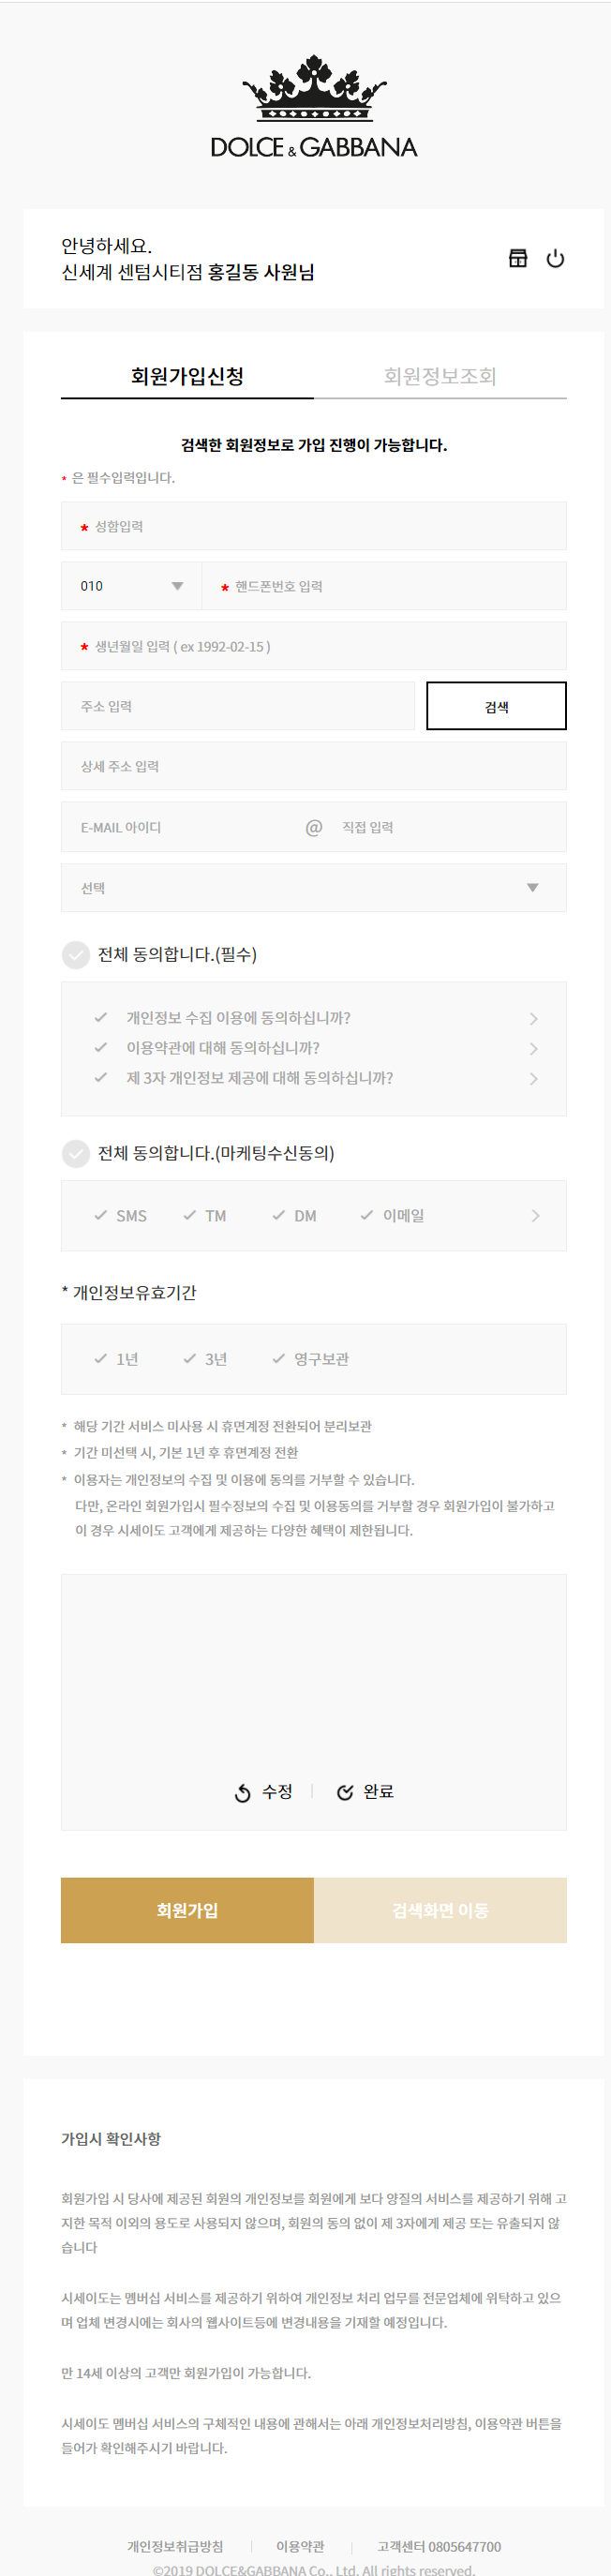 DOLCE & GABBANA
안녕하세요.
신세계 센텀시티점 홍길동 사원님
회원가입신청
회원정보조회
검색한 회원정보로 가입 진행이 가능합니다.
* 은 필수입력입니다.
* 성함입력
010
* 핸드폰번호 입력
* 생년월일 입력 ( ex 1992-02-15 )
주소 입력
검색
상세 주소 입력
E-MAIL 아이디 @ 직접 입력
선택
전체 동의합니다.(필수)
개인정보 수집 이용에 동의하십니까?
이용약관에 대해 동의하십니까?
제 3자 개인정보 제공에 대해 동의하십니까?
전체 동의합니다.(마케팅수신동의)
SMS TM DM 이메일
* 개인정보유효기간
1년 3년 영구보관
* 해당 기간 서비스 미사용 시 휴면계정 전환되어 분리보관
* 기간 미선택 시, 기본 1년 후 휴면계정 전환
* 이용자는 개인정보의 수집 및 이용에 동의를 거부할 수 있습니다.
다만, 온라인 회원가입시 필수정보의 수집 및 이용동의를 거부할 경우 회원가입이 불가하고
이 경우 시세이도 고객에게 제공하는 다양한 혜택이 제한됩니다.
수정 | 완료
회원가입
검색화면 이동
가입시 확인사항
회원가입 시 당사에 제공된 회원의 개인정보를 회원에게 보다 양질의 서비스를 제공하기 위해 고
지한 목적 이외의 용도로 사용되지 않으며, 회원의 동의 없이 제 3자에게 제공 또는 유출되지 않
습니다
시세이도는 멤버십 서비스를 제공하기 위하여 개인정보 처리 업무를 전문업체에 위탁하고 있으
며 업체 변경시에는 회사의 웹사이트등에 변경내용을 기재할 예정입니다.
만 14세 이상의 고객만 회원가입이 가능합니다.
시세이도 멤버십 서비스의 구체적인 내용에 관해서는 아래 개인정보처리방침, 이용약관 버튼을
들어가 확인해주시기 바랍니다.
개인정보취급방침 | 이용약관 | 고객센터 0805647700
©2019 DOLCE&GABBANA Co., Ltd. All rights reserved.